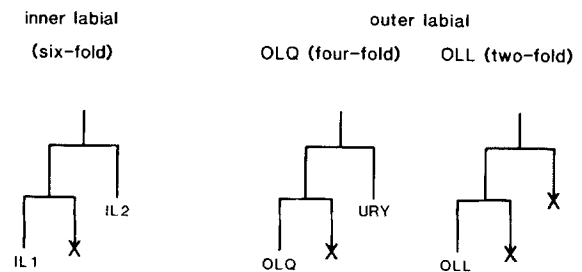 inner labial
(six-fold)
outer labial
OLQ (four-fold) OLL (two-fold)
IL2
IL1 X
URY
OLQ X
X
OLL X